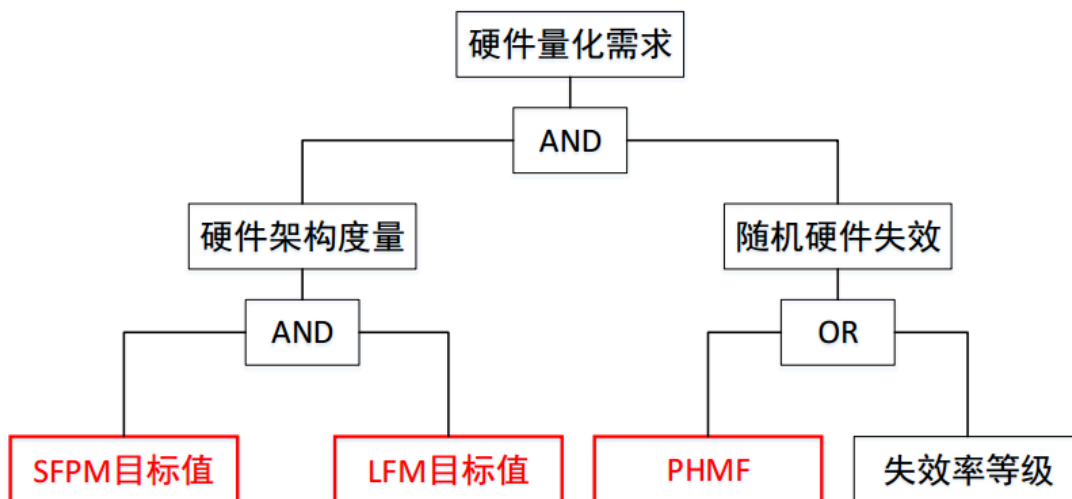 硬件量化需求
AND
硬件架构度量
随机硬件失效
AND
OR
SFPM目标值
LFM目标值
PHMF
失效率等级